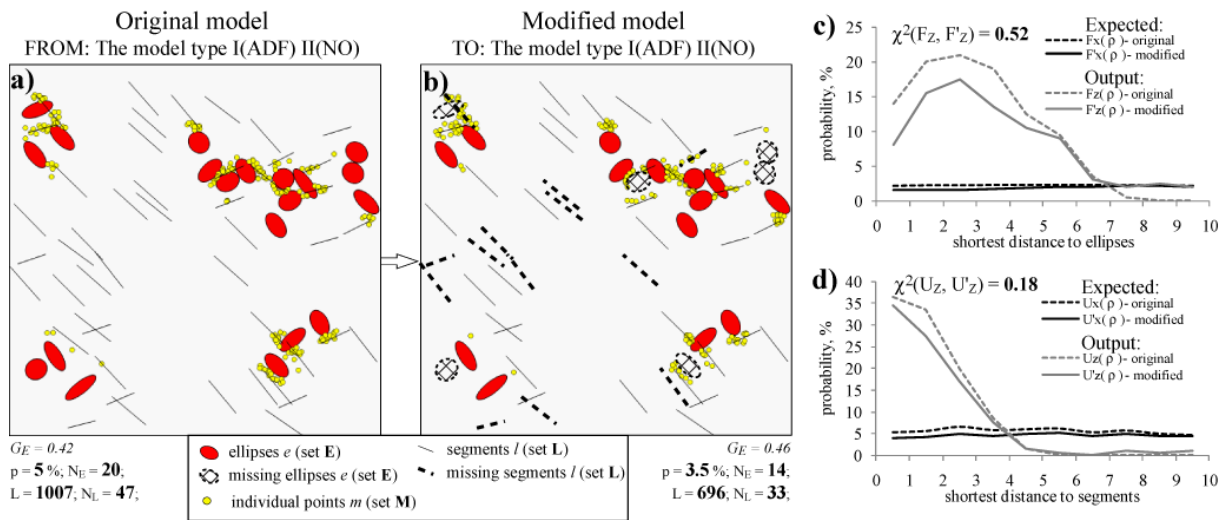 Original model
FROM: The model type I(ADF) II(NO)
a)
Modified model
TO: The model type I(ADF) II(NO)
b)
G_E = 0.42
p = 5 %; N_E = 20;
L = 1007; N_L = 47;
ellipses e (set E)
missing ellipses e (set E)
individual points m (set M)
segments l (set L)
missing segments l (set L)
G_E = 0.46
p = 3.5 %; N_E = 14;
L = 696; N_L = 33;
c)
χ²(F_Z, F'_Z) = 0.52
Expected:
Fx(ρ)- original
F'x(ρ)- modified
Output:
Fz(ρ)- original
F'z(ρ)- modified
probability, %
25
20
15
10
5
0
0 1 2 3 4 5 6 7 8 9 10
shortest distance to ellipses
d)
χ²(U_Z, U'_Z) = 0.18
Expected:
Ux(ρ)- original
U'x(ρ)- modified
Output:
Uz(ρ)- original
U'z(ρ)- modified
probability, %
40
35
30
25
20
15
10
5
0
0 1 2 3 4 5 6 7 8 9 10
shortest distance to segments